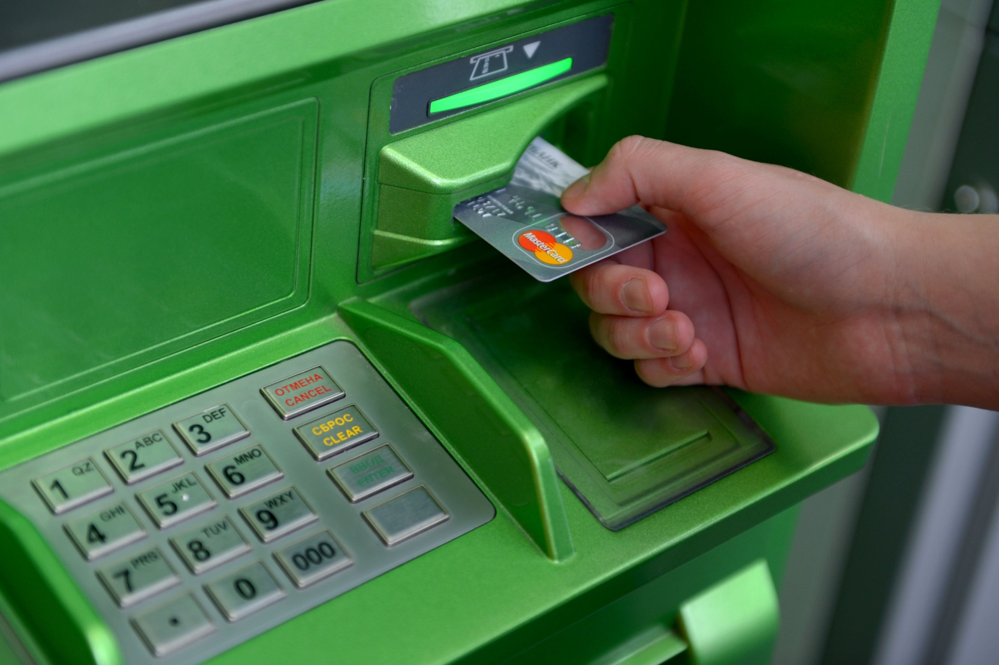 MasterCard
ОТМЕНА
CANCEL
СБРОС
CLEAR
ВВОД
ENTER
1 QZ
2 ABC
3 DEF
4 GHI
5 JKL
6 MNO
7 PRS
8 TUV
9 WXY
.
0
000